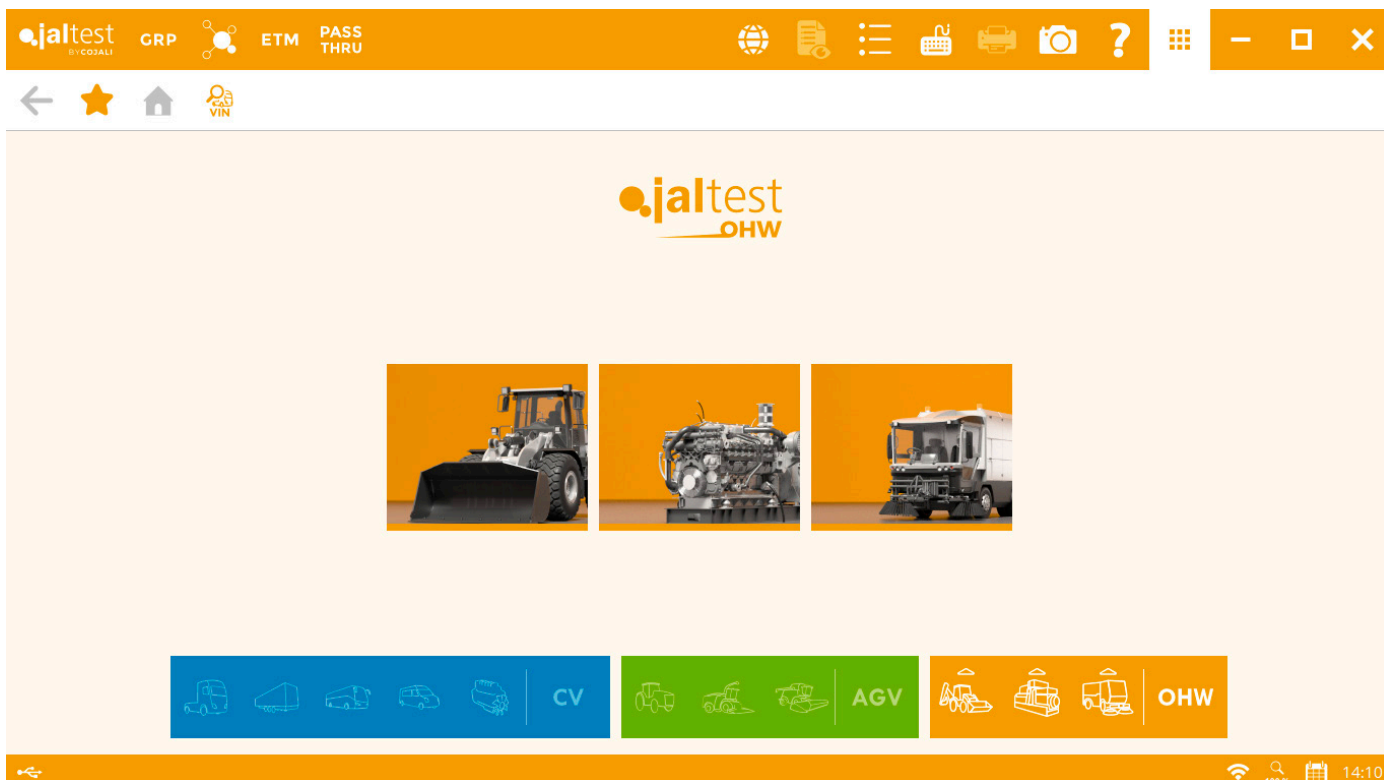 jaltest
BY COJALI
GRP
ETM
PASS
THRU
?
VIN
jaltest
OHW
CV
AGV
OHW
14:10